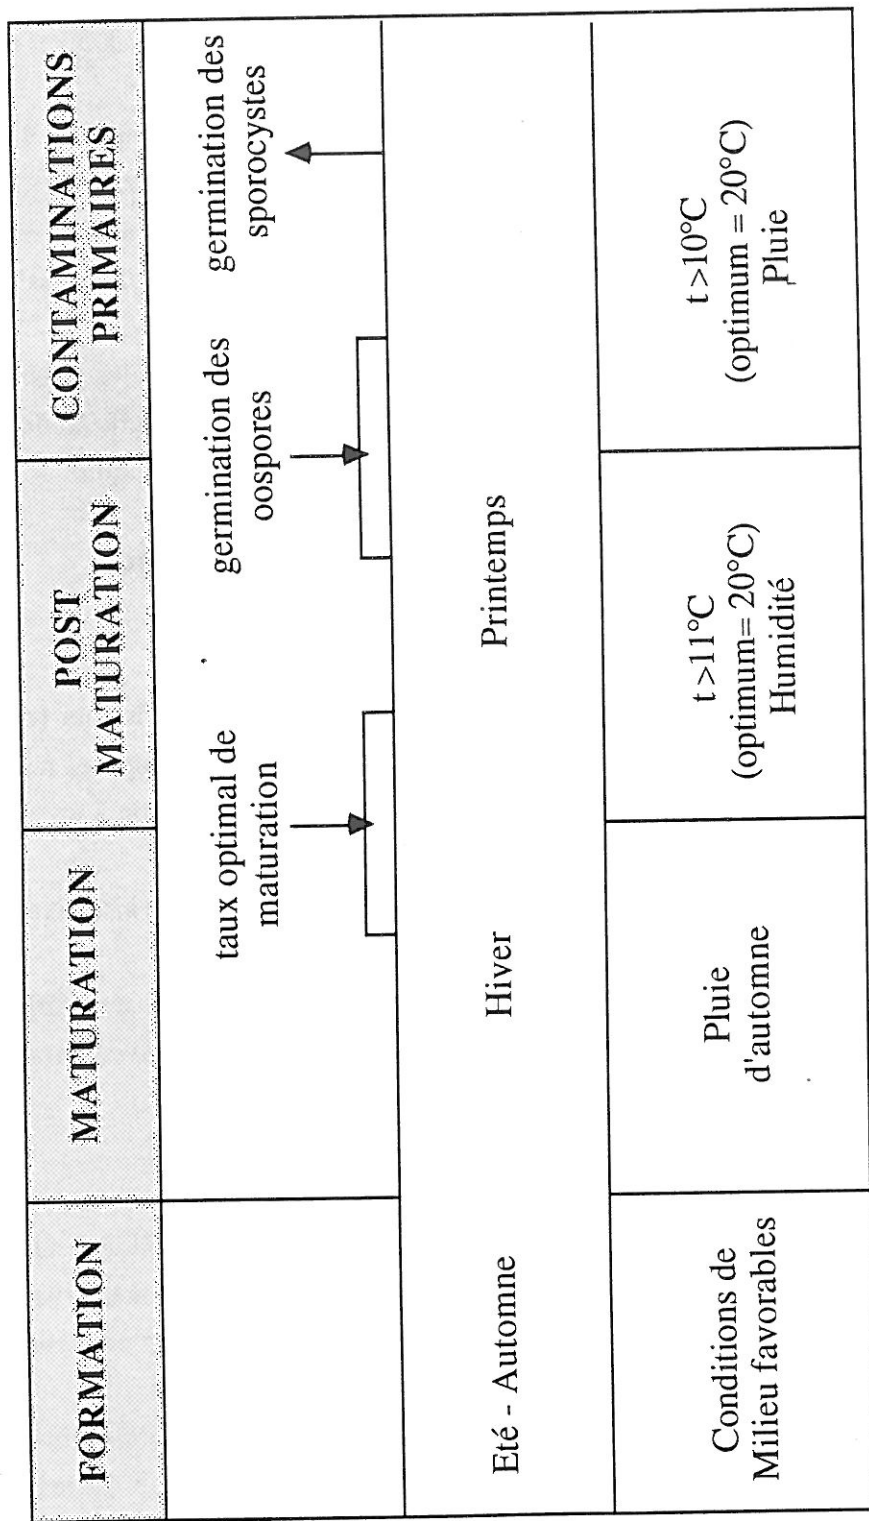 FORMATION
MATURATION
POST
MATURATION
CONTAMINATIONS
PRIMAIRES
taux optimal de
maturation
germination des
oospores
germination des
sporocystes
Eté - Automne
Hiver
Printemps
Conditions de
Milieu favorables
Pluie
d'automne
t >11°C
(optimum= 20°C)
Humidité
t >10°C
(optimum = 20°C)
Pluie